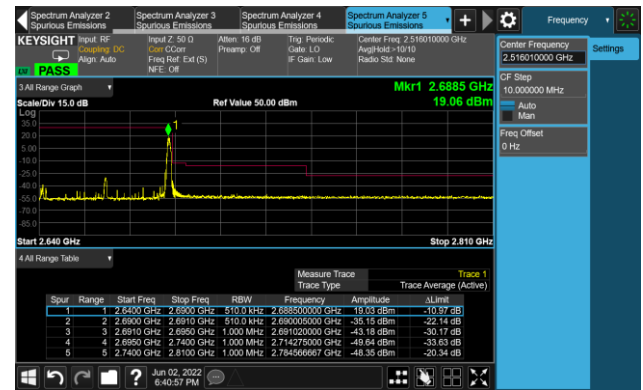 Spectrum Analyzer 2
Spurious Emissions
Spectrum Analyzer 3
Spurious Emissions
Spectrum Analyzer 4
Spurious Emissions
Spectrum Analyzer 5
Spurious Emissions
+
Frequency
KEYSIGHT
Input: RF
Coupling: DC
Align: Auto
Input Z: 50 Ω
Corr CCorr
Freq Ref: Ext (S)
NFE: Off
Atten: 16 dB
Preamp: Off
Trig: Periodic
Gate: LO
IF Gain: Low
Center Freq: 2.516010000 GHz
Avg|Hold:>10/10
Radio Std: None
PASS
3 All Range Graph
Mkr1 2.6885 GHz
Scale/Div 15.0 dB
Ref Value 50.00 dBm
19.06 dBm
Log
35.0
20.0
5.00
-10.0
-25.0
-40.0
-55.0
-70.0
-85.0
1
Start 2.640 GHz
Stop 2.810 GHz
4 All Range Table
Measure Trace Trace 1
Trace Type Trace Average (Active)
Spur Range Start Freq Stop Freq RBW Frequency Amplitude ΔLimit
1 1 2.6400 GHz 2.6900 GHz 510.0 kHz 2.688500000 GHz 19.03 dBm -10.97 dB
2 2 2.6900 GHz 2.6910 GHz 510.0 kHz 2.690005000 GHz -35.15 dBm -22.14 dB
3 3 2.6910 GHz 2.6950 GHz 1.000 MHz 2.691020000 GHz -43.18 dBm -30.17 dB
4 4 2.6950 GHz 2.7400 GHz 1.000 MHz 2.714275000 GHz -49.64 dBm -33.63 dB
5 5 2.7400 GHz 2.8100 GHz 1.000 MHz 2.784566667 GHz -48.35 dBm -20.34 dB
Center Frequency
2.516010000 GHz
Settings
CF Step
10.000000 MHz
Auto
Man
Freq Offset
0 Hz
?
Jun 02, 2022
6:40:57 PM